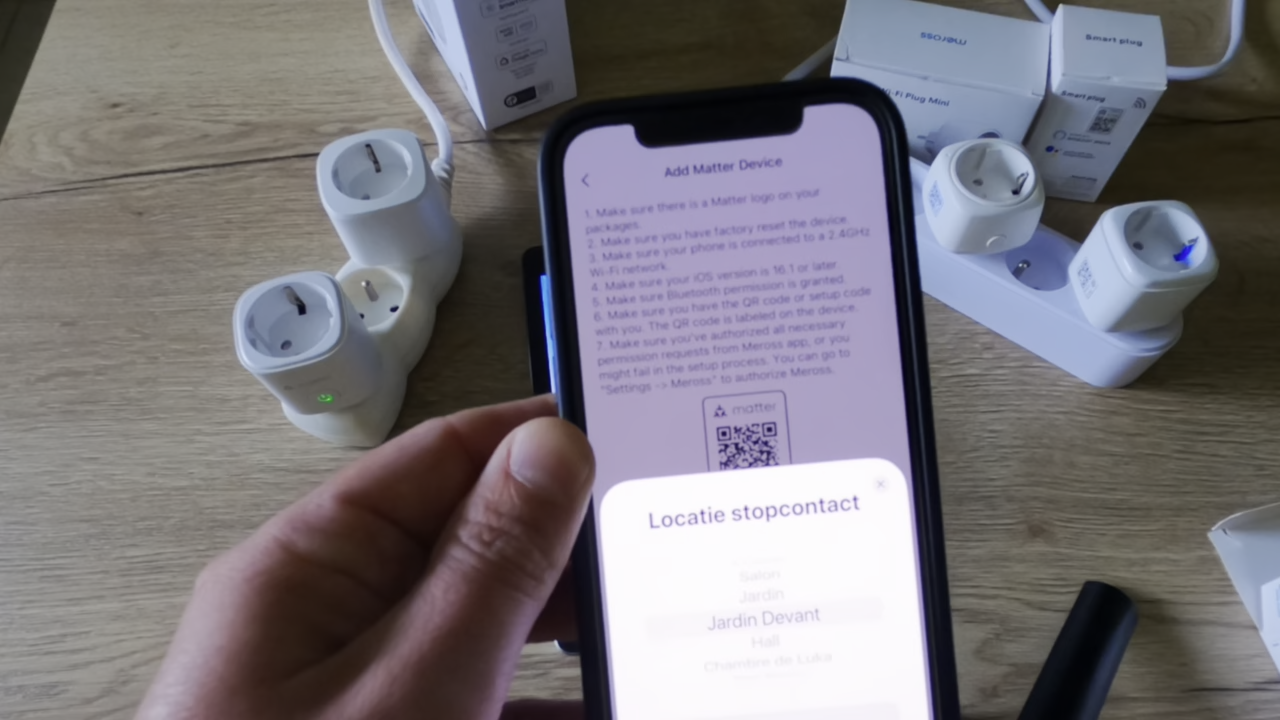 meross
Smart plug
Wi-Fi Plug Mini
Smart plug
Add Matter Device
1. Make sure there is a Matter logo on your
packages.
2. Make sure you have factory reset the device.
3. Make sure your phone is connected to a 2.4GHz
Wi-Fi network.
4. Make sure your iOS version is 16.1 or later.
5. Make sure Bluetooth permission is granted.
6. Make sure you have the QR code or setup code
with you. The QR code is labeled on the device.
7. Make sure you've authorized all necessary
permission requests from Meross app, or you
might fail in the setup process. You can go to
"Settings -> Meross" to authorize Meross.
matter
Locatie stopcontact
Salon
Jardin
Jardin Devant
Hall
Chambre de Luka